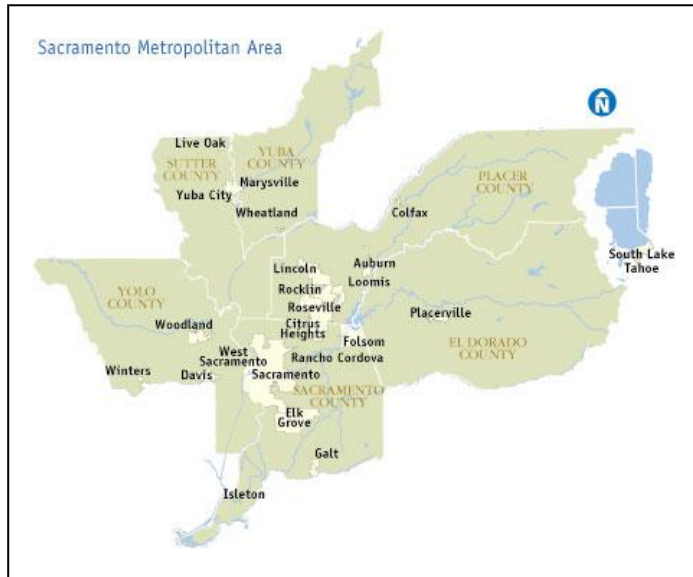 Sacramento Metropolitan Area
N
Live Oak
SUTTER
COUNTY
YUBA
COUNTY
Yuba City
Marysville
Wheatland
PLACER
COUNTY
Colfax
Lincoln
Auburn
Rocklin
Loomis
Roseville
South Lake
Tahoe
YOLO
COUNTY
Woodland
Citrus
Heights
Placerville
Folsom
EL DORADO
COUNTY
West
Sacramento
Rancho Cordova
Winters
Davis
Sacramento
SACRAMENTO
COUNTY
Elk
Grove
Galt
Isleton